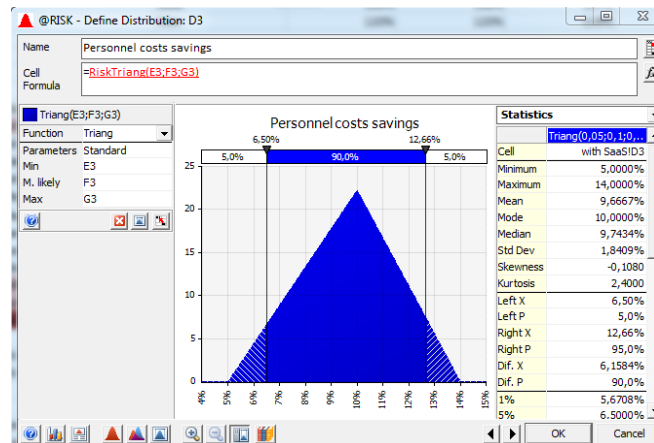 @RISK - Define Distribution: D3
Name Personnel costs savings
Cell Formula =RiskTriang(E3;F3;G3)
Triang(E3;F3;G3)
Function Triang
Parameters Standard
Min E3
M. likely F3
Max G3
Personnel costs savings
6,50% 12,66%
5,0% 90,0% 5,0%
25
20
15
10
5
0
4% 5% 6% 7% 8% 9% 10% 11% 12% 13% 14% 15%
Statistics
Triang(0,05;0,1;0,...
Cell with SaaS!D3
Minimum 5,0000%
Maximum 14,0000%
Mean 9,6667%
Mode 10,0000%
Median 9,7434%
Std Dev 1,8409%
Skewness -0,1080
Kurtosis 2,4000
Left X 6,50%
Left P 5,0%
Right X 12,66%
Right P 95,0%
Dif. X 6,1584%
Dif. P 90,0%
1% 5,6708%
5% 6,5000%
OK Cancel